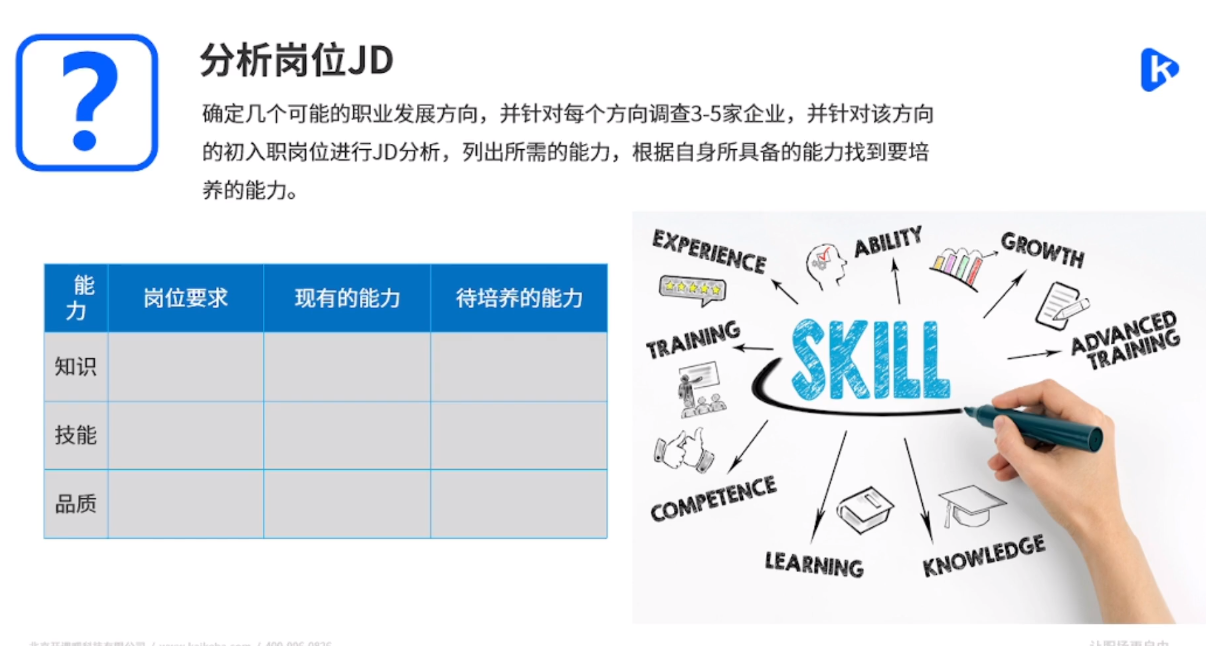 ?
分析岗位JD
k
确定几个可能的职业发展方向，并针对每个方向调查3-5家企业，并针对该方向
的初入职岗位进行JD分析，列出所需的能力，根据自身所具备的能力找到要培
养的能力。
能
力
岗位要求
现有的能力
待培养的能力
知识
技能
品质
EXPERIENCE
ABILITY
GROWTH
TRAINING
SKILL
ADVANCED
TRAINING
COMPETENCE
LEARNING
KNOWLEDGE